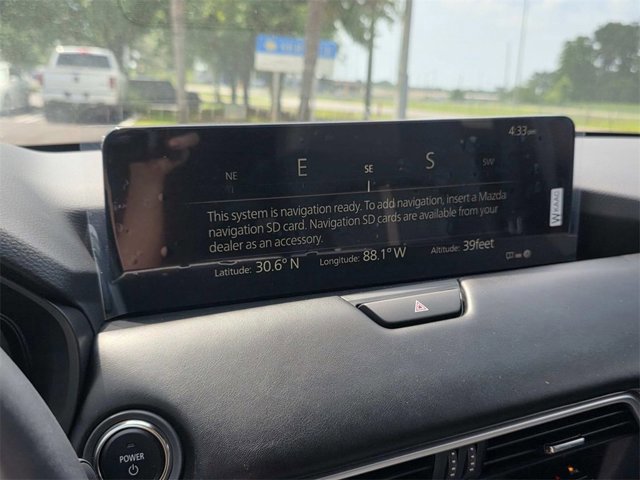 4:33 pm
NE E SE S SW
This system is navigation ready. To add navigation, insert a Mazda
navigation SD card. Navigation SD cards are available from your
dealer as an accessory.
Latitude: 30.6° N Longitude: 88.1° W Altitude: 39feet
POWER